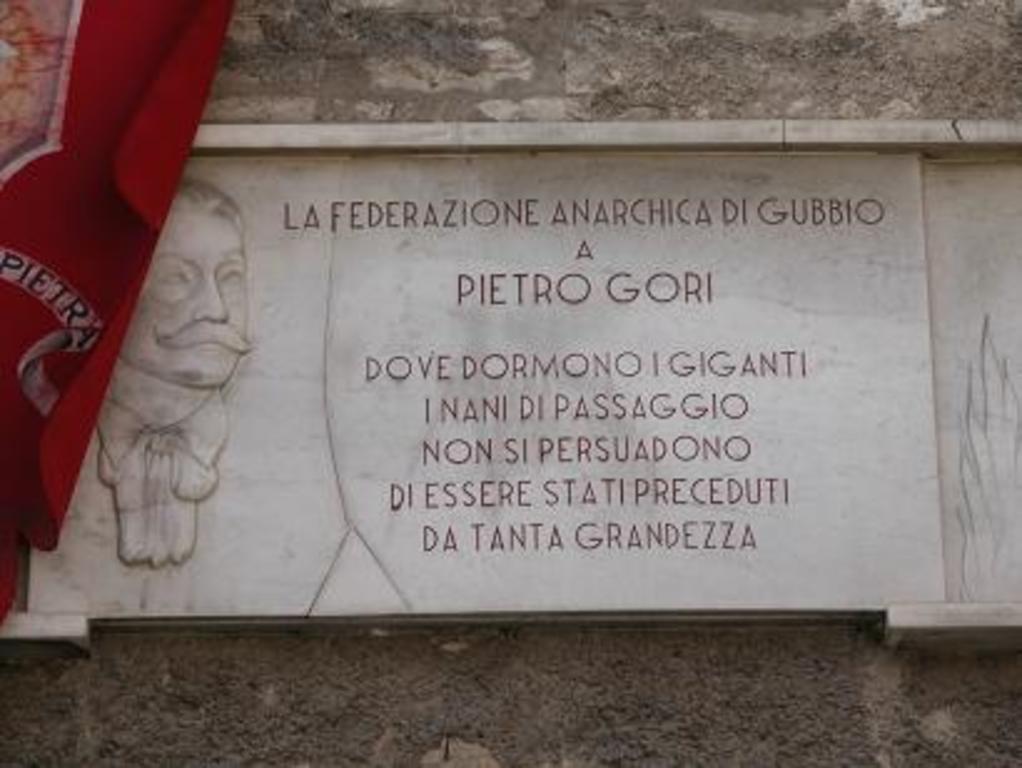 LA FEDERAZIONE ANARCHICA DI GUBBIO
A
PIETRO GORI
DOVE DORMONO I GIGANTI
I NANI DI PASSAGGIO
NON SI PERSUADONO
DI ESSERE STATI PRECEDUTI
DA TANTA GRANDEZZA
PIETRA